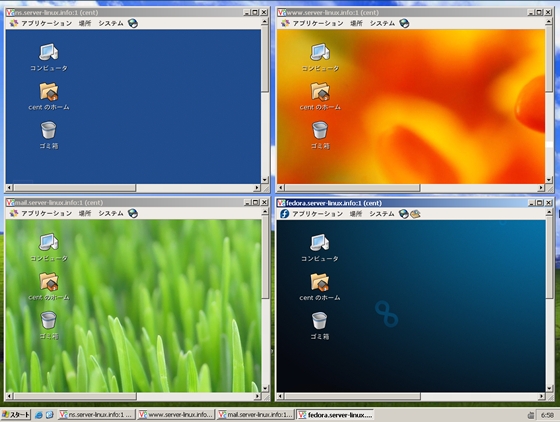 ns.server-linux.info:1 (cent)
アプリケーション 場所 システム
コンピュータ
cent のホーム
ゴミ箱
www.server-linux.info:1 (cent)
アプリケーション 場所 システム
コンピュータ
cent のホーム
ゴミ箱
mail.server-linux.info:1 (cent)
アプリケーション 場所 システム
コンピュータ
cent のホーム
ゴミ箱
fedora.server-linux.info:1 (cent)
アプリケーション 場所 システム
コンピュータ
cent のホーム
ゴミ箱
スタート ns.server-linux.info:1 ... www.server-linux.info... mail.server-linux.info:1... fedora.server-linux.... 6:58